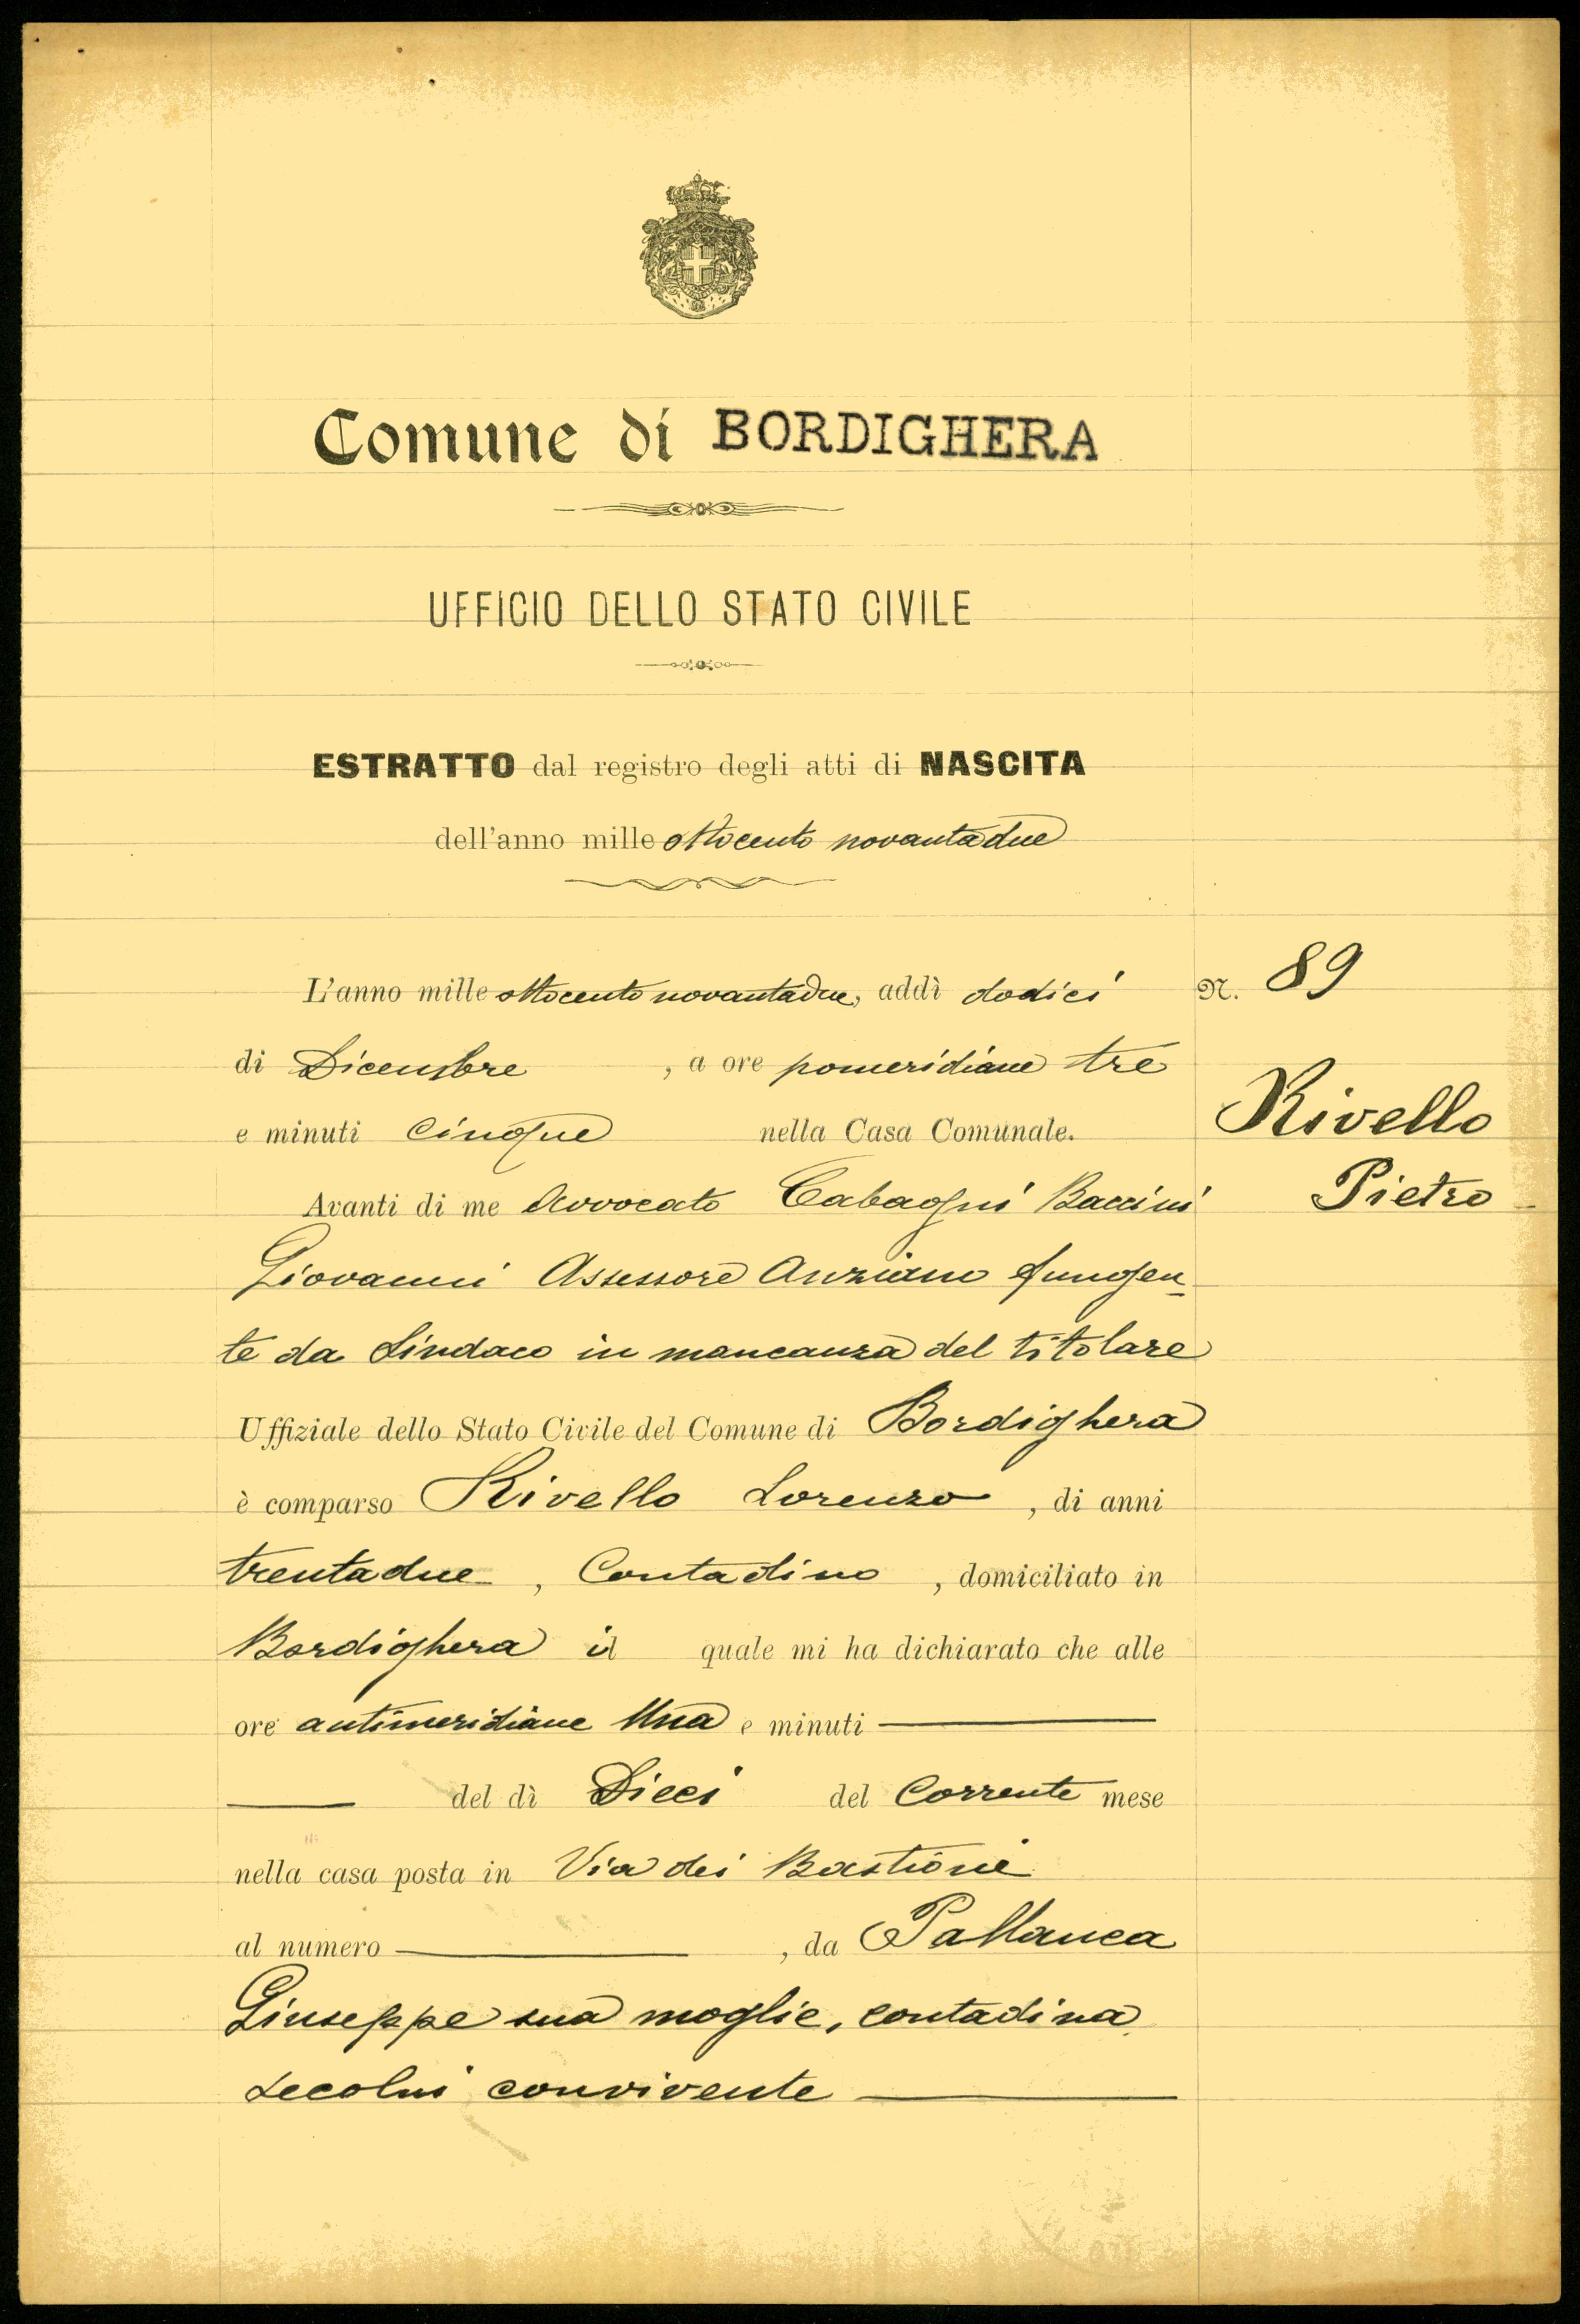 Comune di BORDIGHERA
UFFICIO DELLO STATO CIVILE
ESTRATTO dal registro degli atti di NASCITA
dell'anno mille ottocento novantadue
L'anno mille ottocento novantadue, addì dodici
N. 89
di Dicembre , a ore pomeridiane tre
e minuti cinque nella Casa Comunale.
Rivello
Pietro
Avanti di me Avvocato Cabagni Baccini
Giovanni Assessore Anziano fungen-
te da Sindaco in mancanza del titolare
Uffiziale dello Stato Civile del Comune di Bordighera
è comparso Rivello Lorenzo , di anni
trentadue , Contadino , domiciliato in
Bordighera il quale mi ha dichiarato che alle
ore antimeridiane Una e minuti —
— del dì Dieci del Corrente mese
nella casa posta in Via dei Bastioni
al numero — , da Pallanca
Giuseppe sua moglie, contadina
secolui convivente —